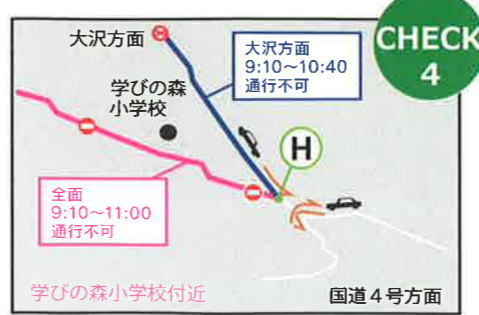 CHECK
4
大沢方面
大沢方面
9:10～10:40
通行不可
学びの森
小学校
H
全面
9:10～11:00
通行不可
学びの森小学校付近
国道4号方面